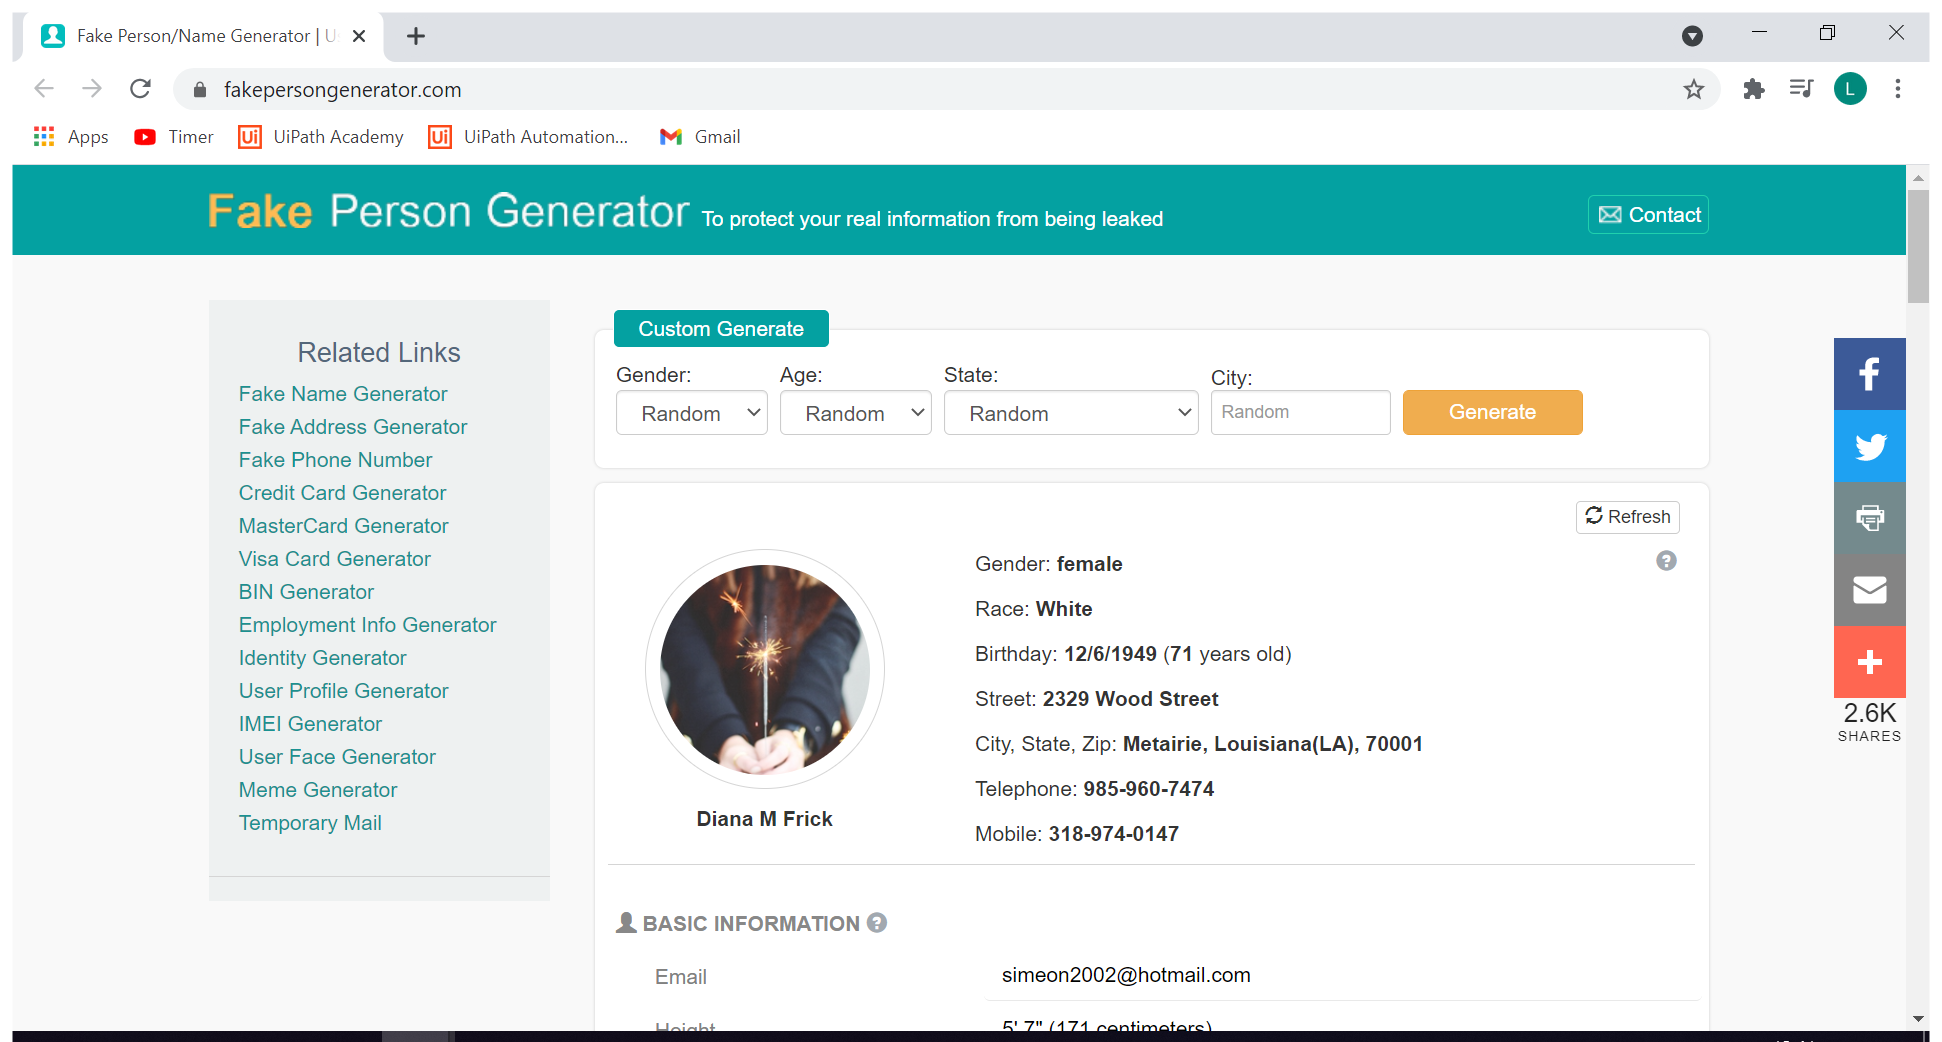 Fake Person/Name Generator | U
fakepersongenerator.com
L
Apps
Timer
Ui UiPath Academy
Ui UiPath Automation...
Gmail
Fake Person Generator To protect your real information from being leaked
Contact
Related Links
Fake Name Generator
Fake Address Generator
Fake Phone Number
Credit Card Generator
MasterCard Generator
Visa Card Generator
BIN Generator
Employment Info Generator
Identity Generator
User Profile Generator
IMEI Generator
User Face Generator
Meme Generator
Temporary Mail
Custom Generate
Gender: Age: State: City:
Random Random Random Random Generate
Refresh
Gender: female
Race: White
Birthday: 12/6/1949 (71 years old)
Street: 2329 Wood Street
City, State, Zip: Metairie, Louisiana(LA), 70001
Telephone: 985-960-7474
Mobile: 318-974-0147
Diana M Frick
BASIC INFORMATION
Email simeon2002@hotmail.com
Height 5' 7" (171 centimeters)
2.6K
SHARES